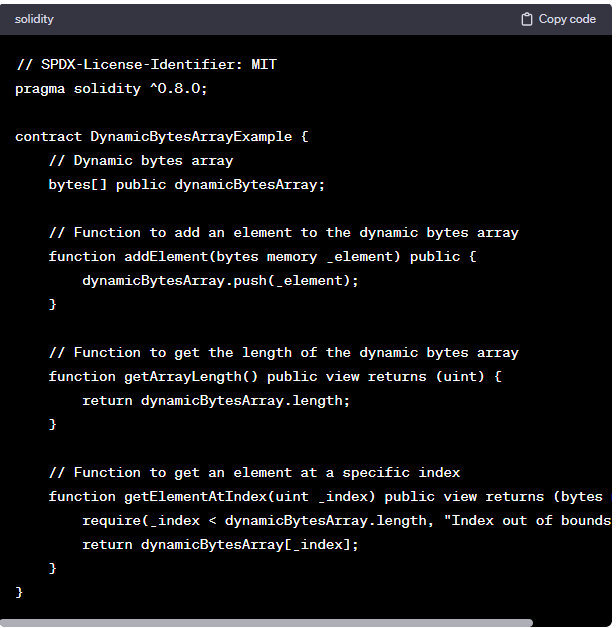 solidity
Copy code
// SPDX-License-Identifier: MIT
pragma solidity ^0.8.0;
contract DynamicBytesArrayExample {
// Dynamic bytes array
bytes[] public dynamicBytesArray;
// Function to add an element to the dynamic bytes array
function addElement(bytes memory _element) public {
dynamicBytesArray.push(_element);
}
// Function to get the length of the dynamic bytes array
function getArrayLength() public view returns (uint) {
return dynamicBytesArray.length;
}
// Function to get an element at a specific index
function getElementAtIndex(uint _index) public view returns (bytes
require(_index < dynamicBytesArray.length, "Index out of bounds
return dynamicBytesArray[_index];
}
}